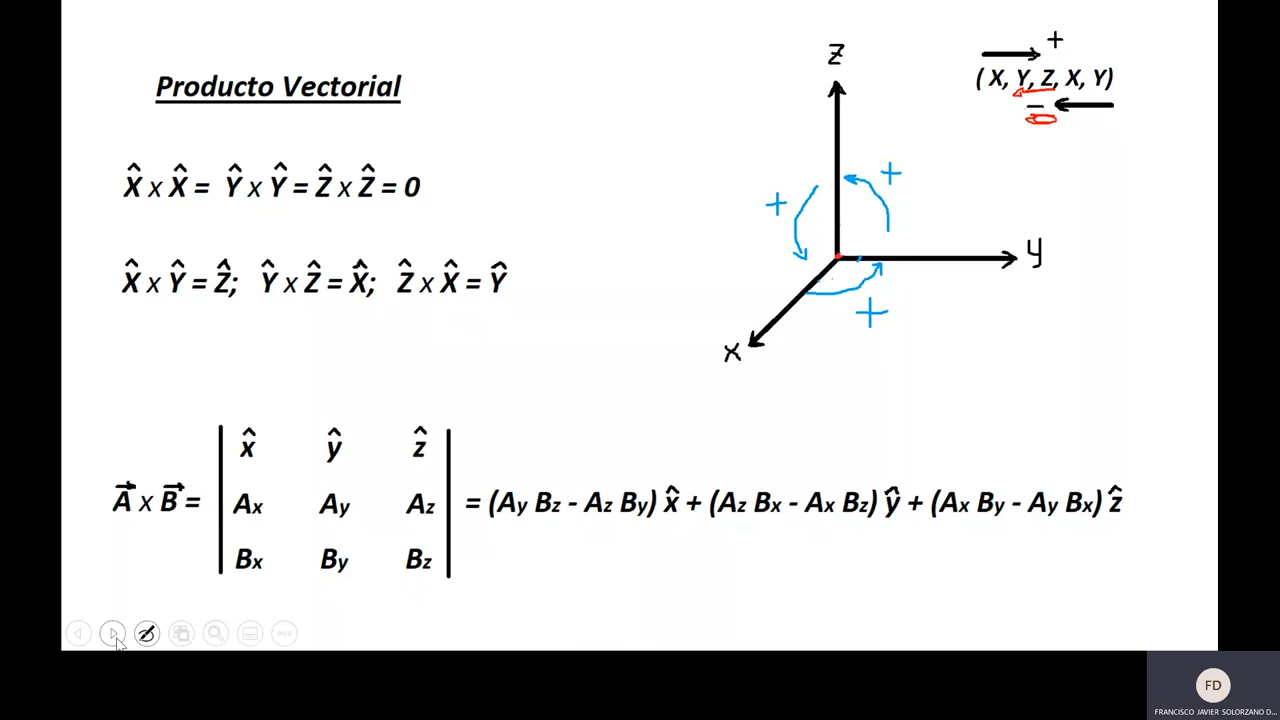 Producto Vectorial
X̂ x X̂ = Ŷ x Ŷ = Ẑ x Ẑ = 0
X̂ x Ŷ = Ẑ; Ŷ x Ẑ = X̂; Ẑ x X̂ = Ŷ
+
( X, Y, Z, X, Y)
−
Z
+
+
Y
+
X
x̂ ŷ ẑ
A⃗ x B⃗ = Ax Ay Az = (Ay Bz - Az By) x̂ + (Az Bx - Ax Bz) ŷ + (Ax By - Ay Bx) ẑ
Bx By Bz
FD
FRANCISCO JAVIER SOLORZANO D...